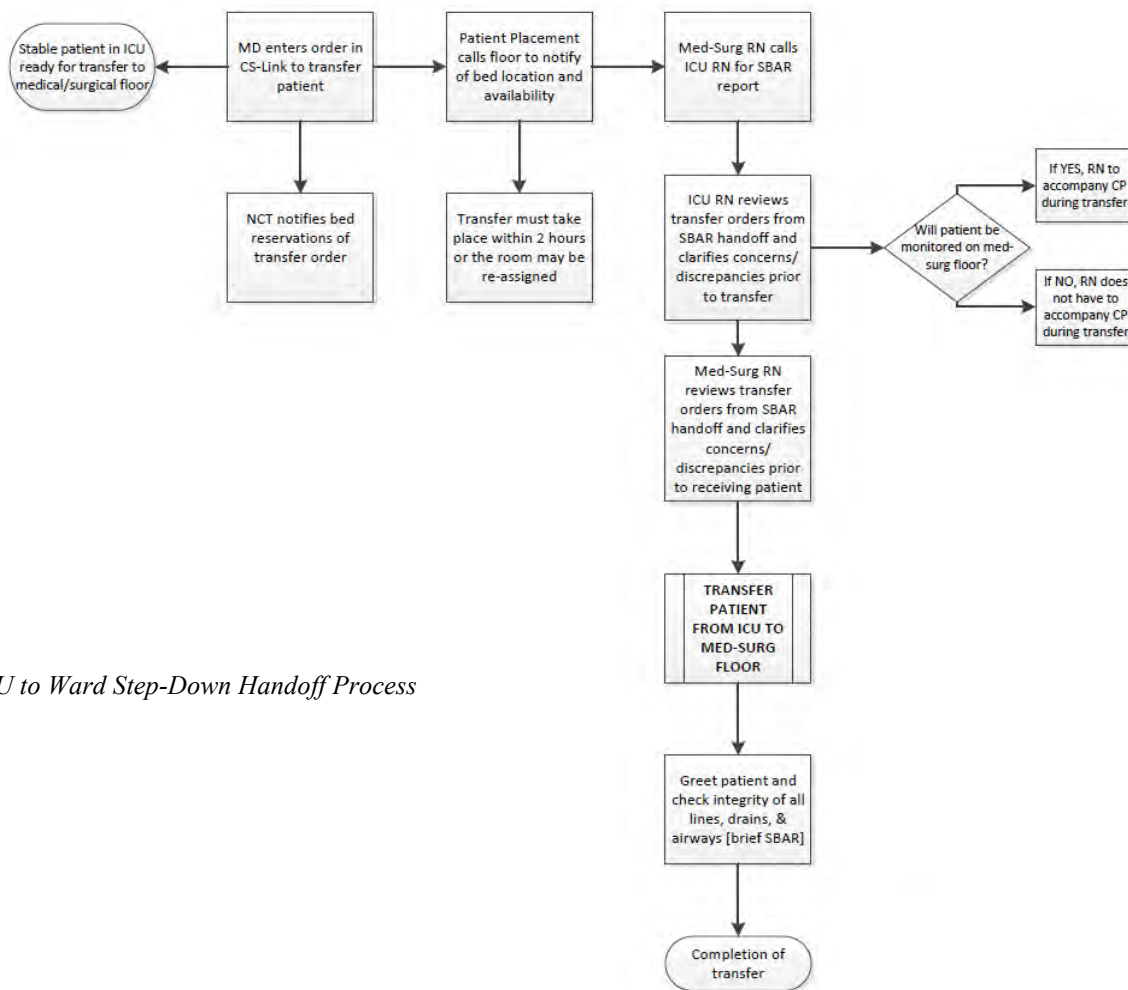 Stable patient in ICU
ready for transfer to
medical/surgical floor
MD enters order in
CS-Link to transfer
patient
Patient Placement
calls floor to notify
of bed location and
availability
Med-Surg RN calls
ICU RN for SBAR
report
NCT notifies bed
reservations of
transfer order
Transfer must take
place within 2 hours
or the room may be
re-assigned
ICU RN reviews
transfer orders from
SBAR handoff and
clarifies concerns/
discrepancies prior
to transfer
Will patient be
monitored on med-
surg floor?
If YES, RN to
accompany CP
during transfer
If NO, RN does
not have to
accompany CP
during transfer
Med-Surg RN
reviews transfer
orders from SBAR
handoff and clarifies
concerns/
discrepancies prior
to receiving patient
TRANSFER
PATIENT
FROM ICU TO
MED-SURG
FLOOR
U to Ward Step-Down Handoff Process
Greet patient and
check integrity of all
lines, drains, &
airways [brief SBAR]
Completion of
transfer